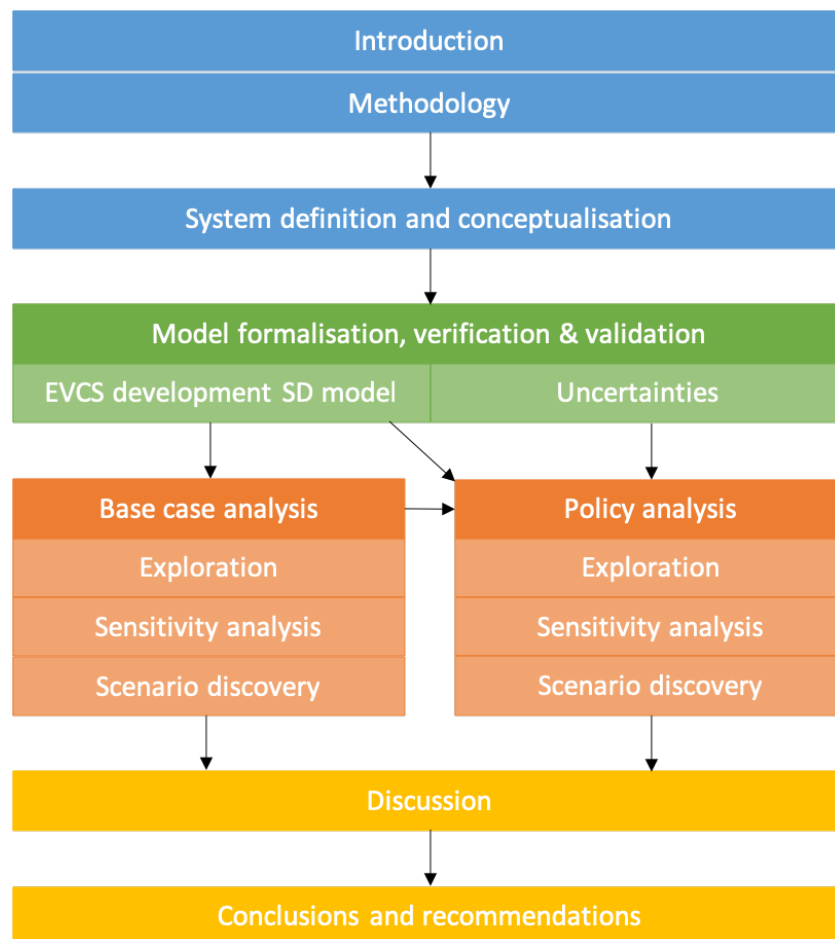 Introduction
Methodology
System definition and conceptualisation
Model formalisation, verification & validation
EVCS development SD model
Uncertainties
Base case analysis
Exploration
Sensitivity analysis
Scenario discovery
Policy analysis
Exploration
Sensitivity analysis
Scenario discovery
Discussion
Conclusions and recommendations